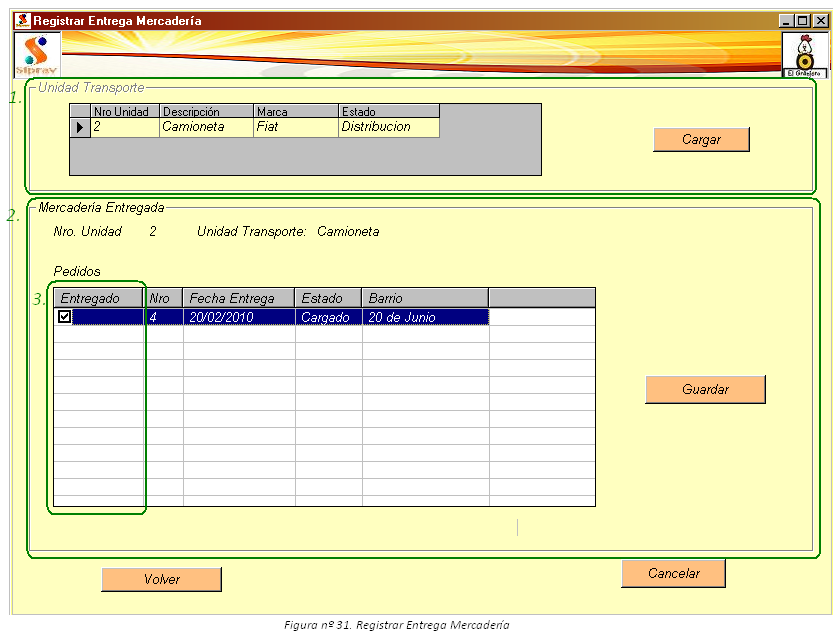 Registrar Entrega Mercadería
Siprav
El Granjero
1.
Unidad Transporte
Nro Unidad Descripción Marca Estado
2 Camioneta Fiat Distribucion
Cargar
2.
Mercadería Entregada
Nro. Unidad 2 Unidad Transporte: Camioneta
Pedidos
3.
Entregado Nro Fecha Entrega Estado Barrio
4 20/02/2010 Cargado 20 de Junio
Guardar
Volver
Cancelar
Figura nº 31. Registrar Entrega Mercadería